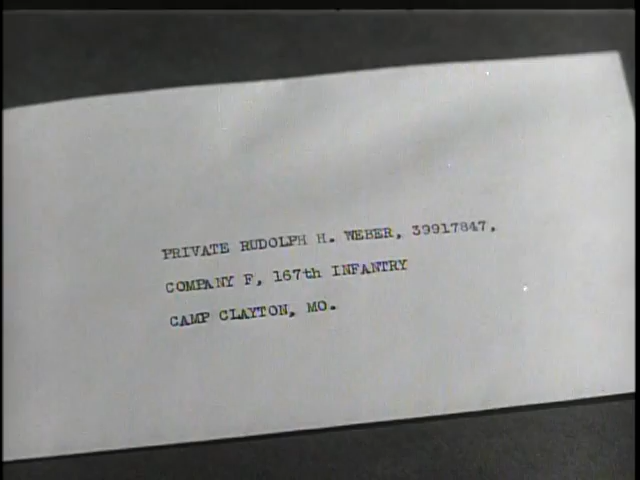 PRIVATE RUDOLPH H. WEBER, 39917847,
COMPANY F, 167th INFANTRY
CAMP CLAYTON, MO.